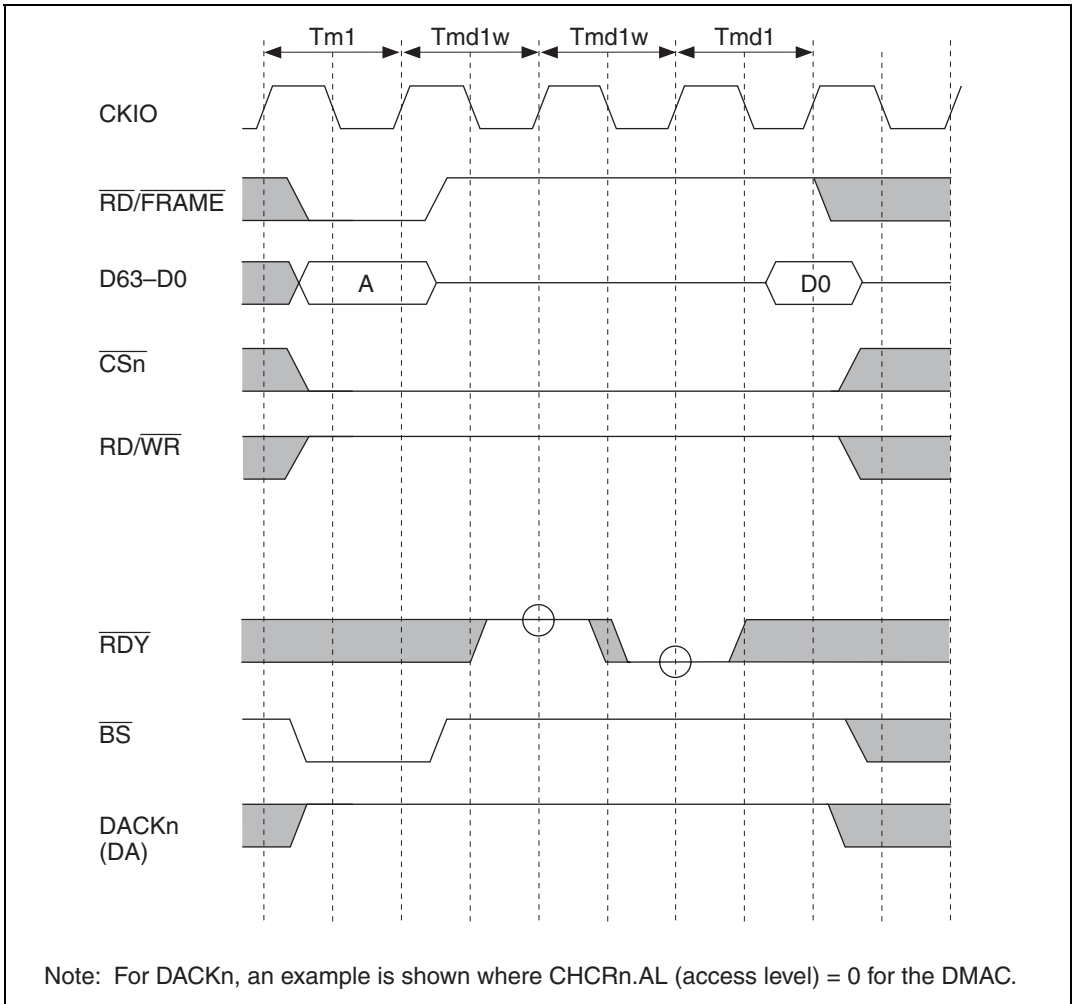 Tm1 Tmd1w Tmd1w Tmd1
CKIO
RD/FRAME
D63–D0
A
D0
CSn
RD/WR
RDY
BS
DACKn
(DA)
Note: For DACKn, an example is shown where CHCRn.AL (access level) = 0 for the DMAC.